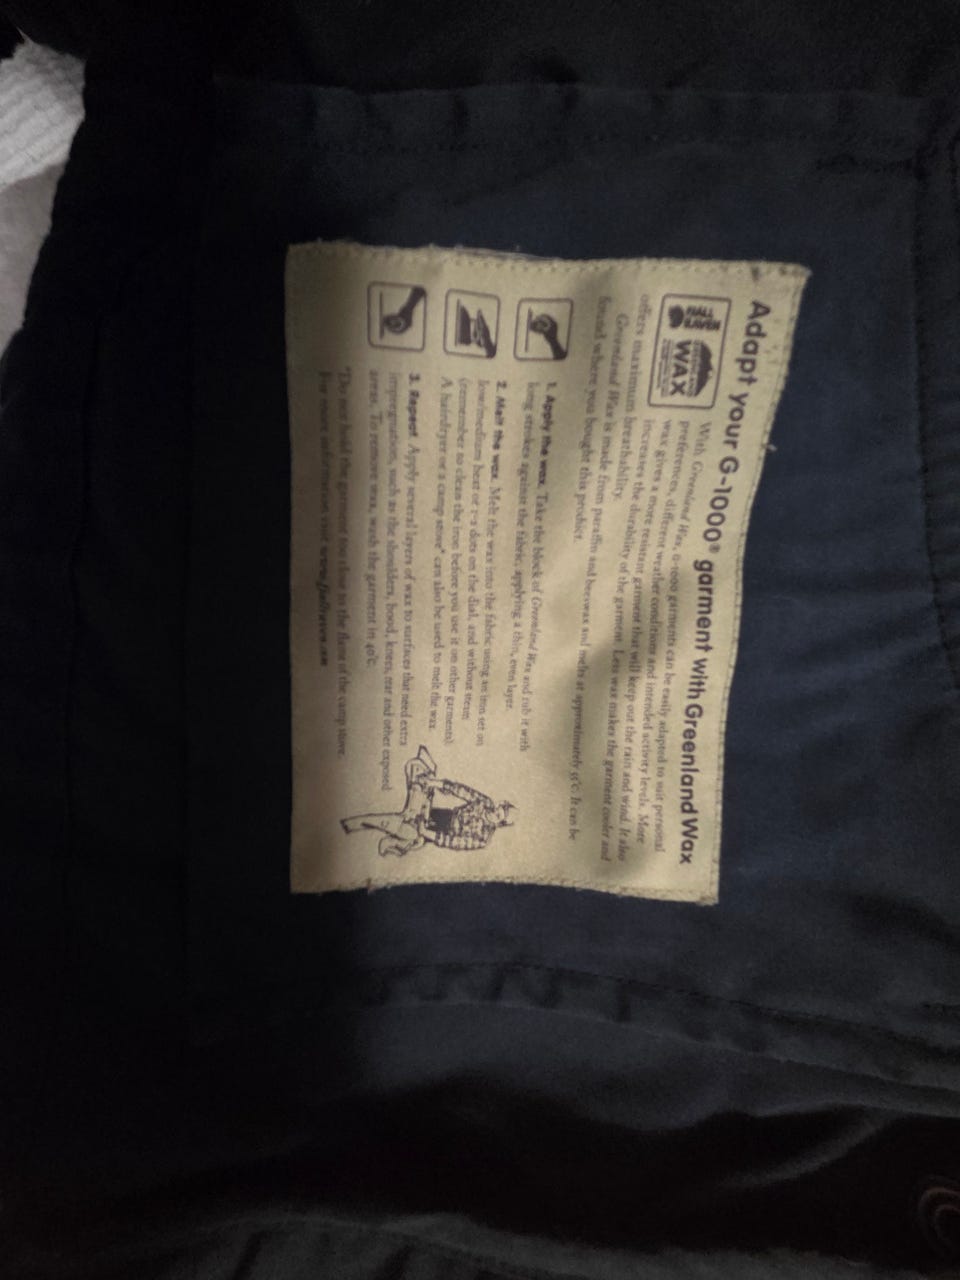 Adapt your G-1000® garment with Greenland Wax
FJÄLL
RÄVEN
GREENLAND
WAX
With Greenland Wax, G-1000 garments can be easily adapted to suit personal
preferences, different weather conditions and intended activity levels. More
wax gives a more resistant garment that will keep out the rain and wind. It also
increases the durability of the garment. Less wax makes the garment cooler and
offers maximum breathability.
Greenland Wax is made from paraffin and beeswax and melts at approximately 55°C. It can be
found where you bought this product.
1. Apply the wax. Take the block of Greenland Wax and rub it with
long strokes against the fabric, applying a thin, even layer.
2. Melt the wax. Melt the wax into the fabric using an iron set on
low/medium heat or 1-2 dots on the dial, and without steam
(remember to clean the iron before you use it on other garments).
A hairdryer or a camp stove* can also be used to melt the wax.
3. Repeat. Apply several layers of wax to surfaces that need extra
impregnation, such as the shoulders, hood, knees, rear and other exposed
areas. To remove wax, wash the garment in 40°C.
*Do not hold the garment too close to the flame of the camp stove.
For more information visit www.fjallraven.com